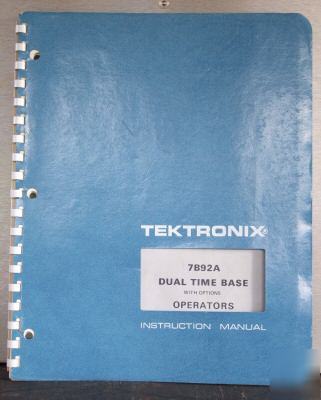 TEKTRONIX®
7B92A
DUAL TIME BASE
WITH OPTIONS
OPERATORS
INSTRUCTION MANUAL